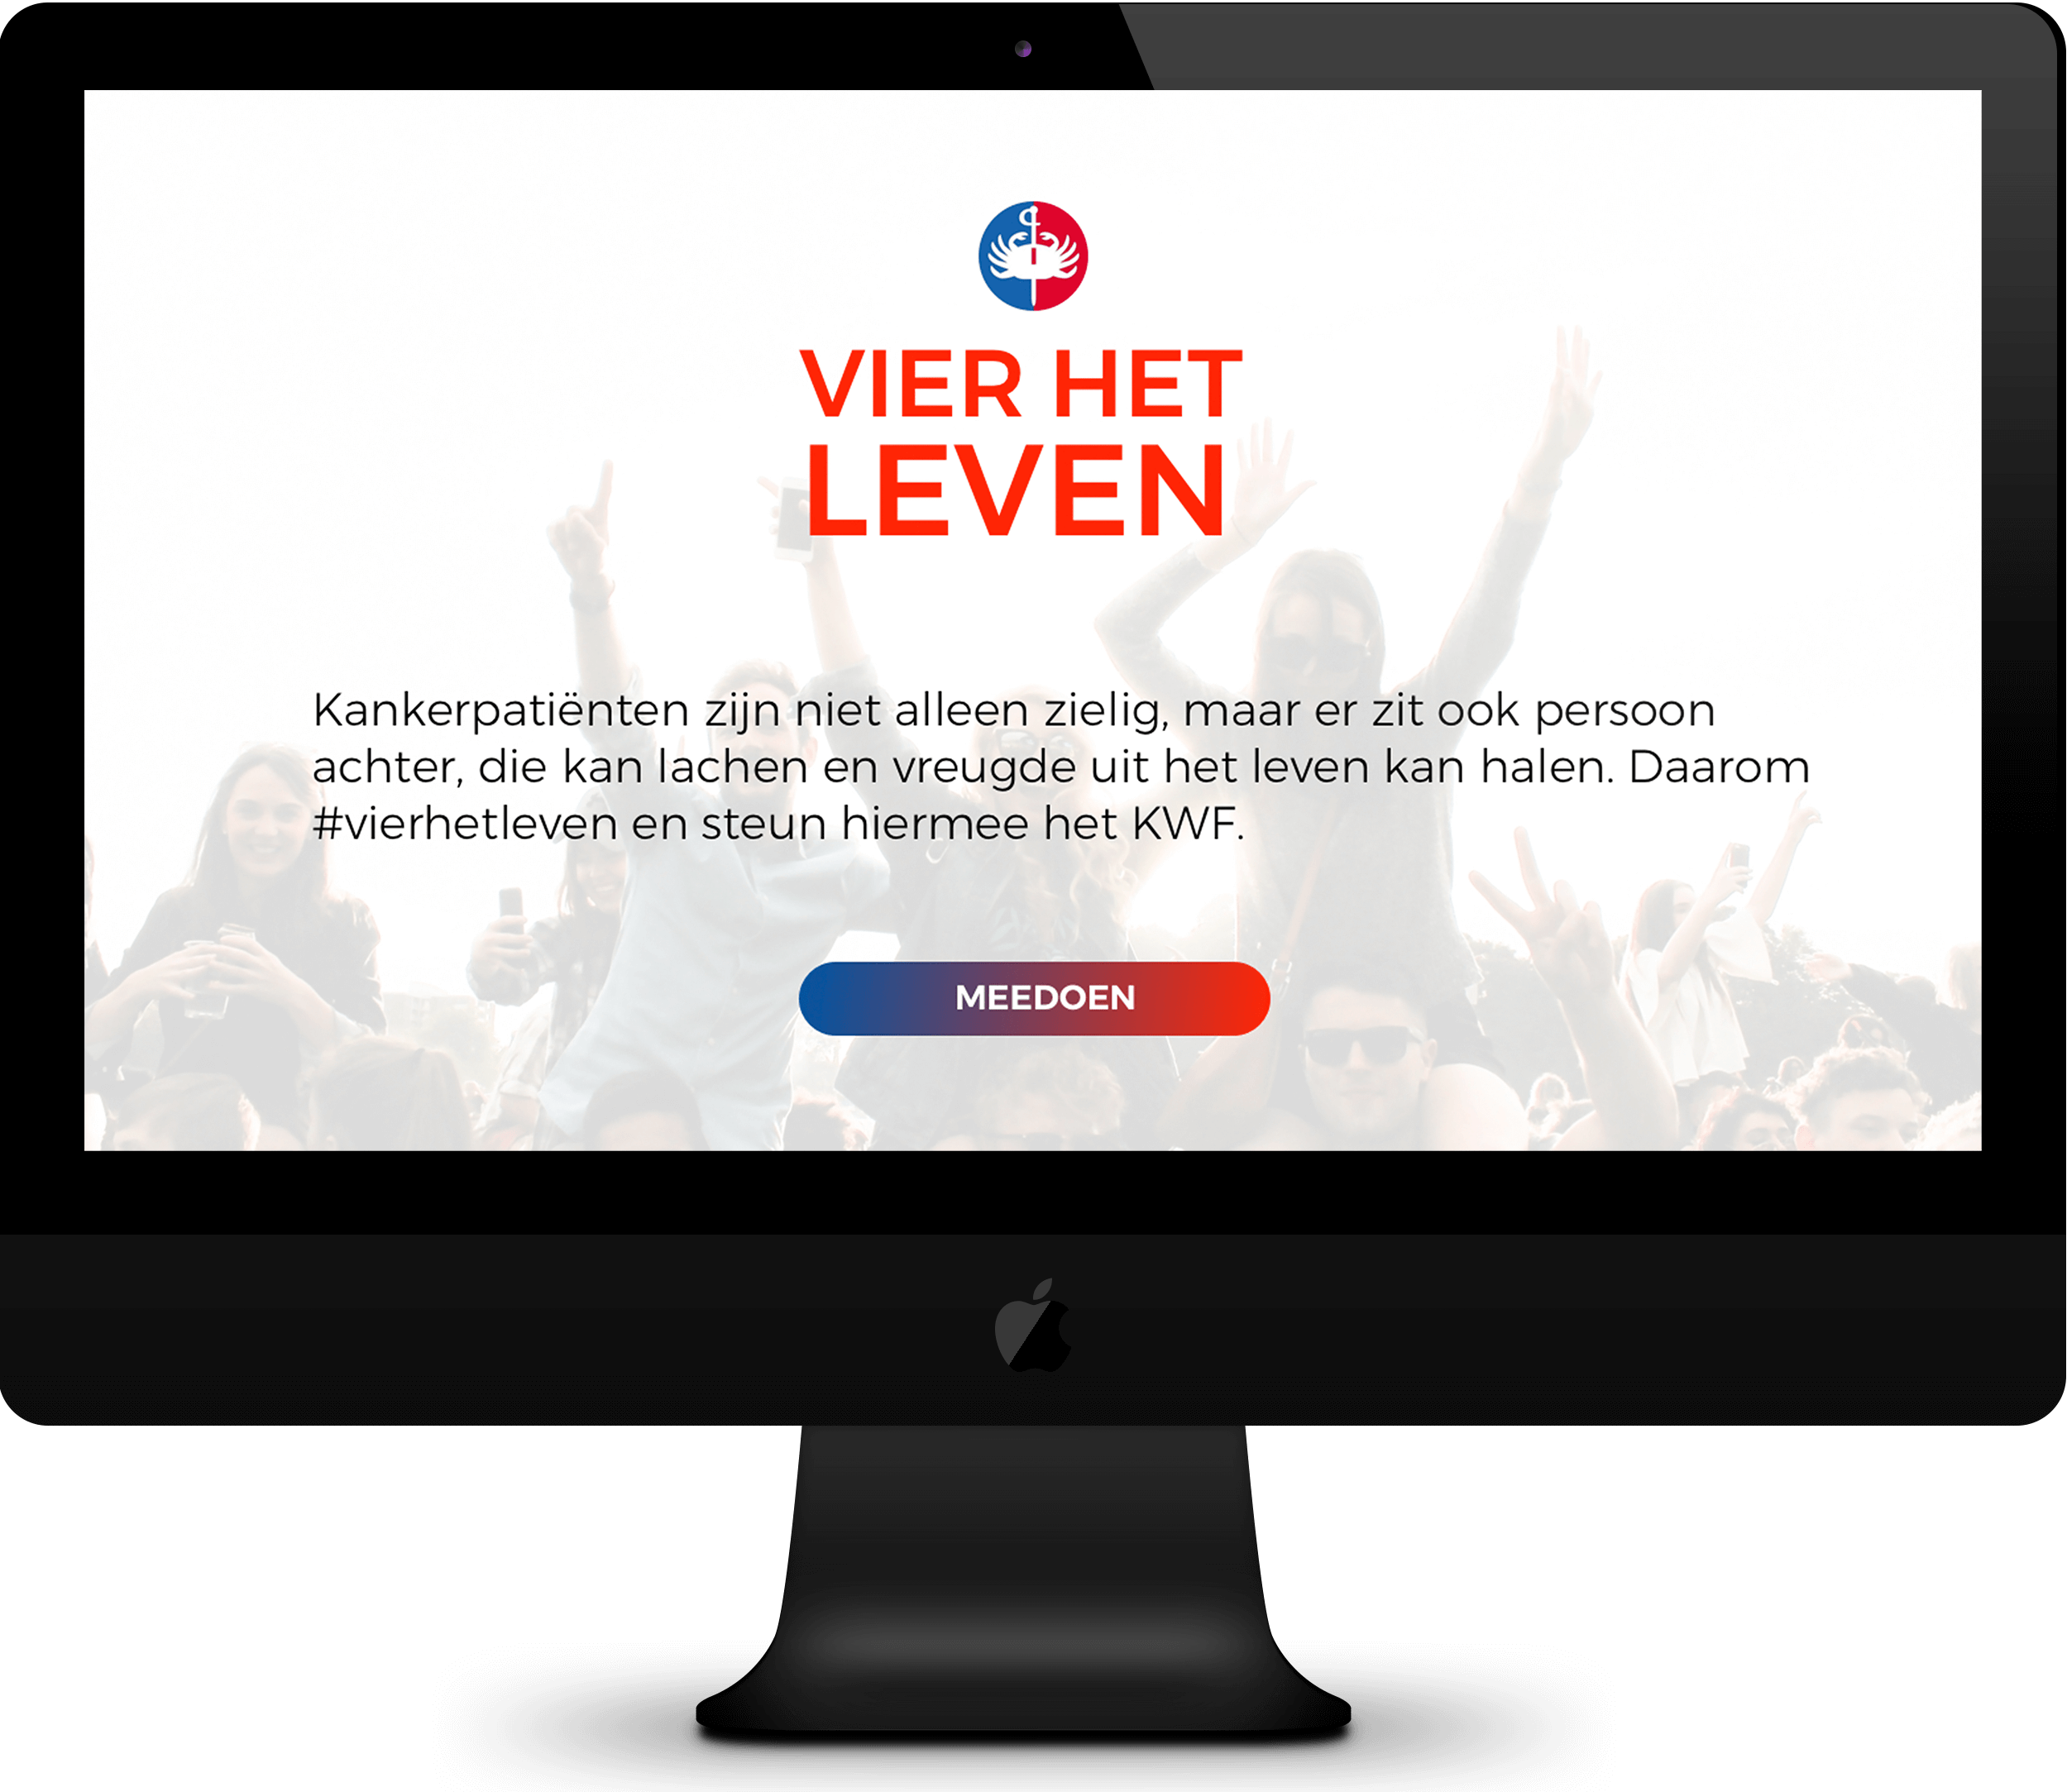 VIER HET
LEVEN
Kankerpatiënten zijn niet alleen zielig, maar er zit ook persoon
achter, die kan lachen en vreugde uit het leven kan halen. Daarom
#vierhetleven en steun hiermee het KWF.
MEEDOEN